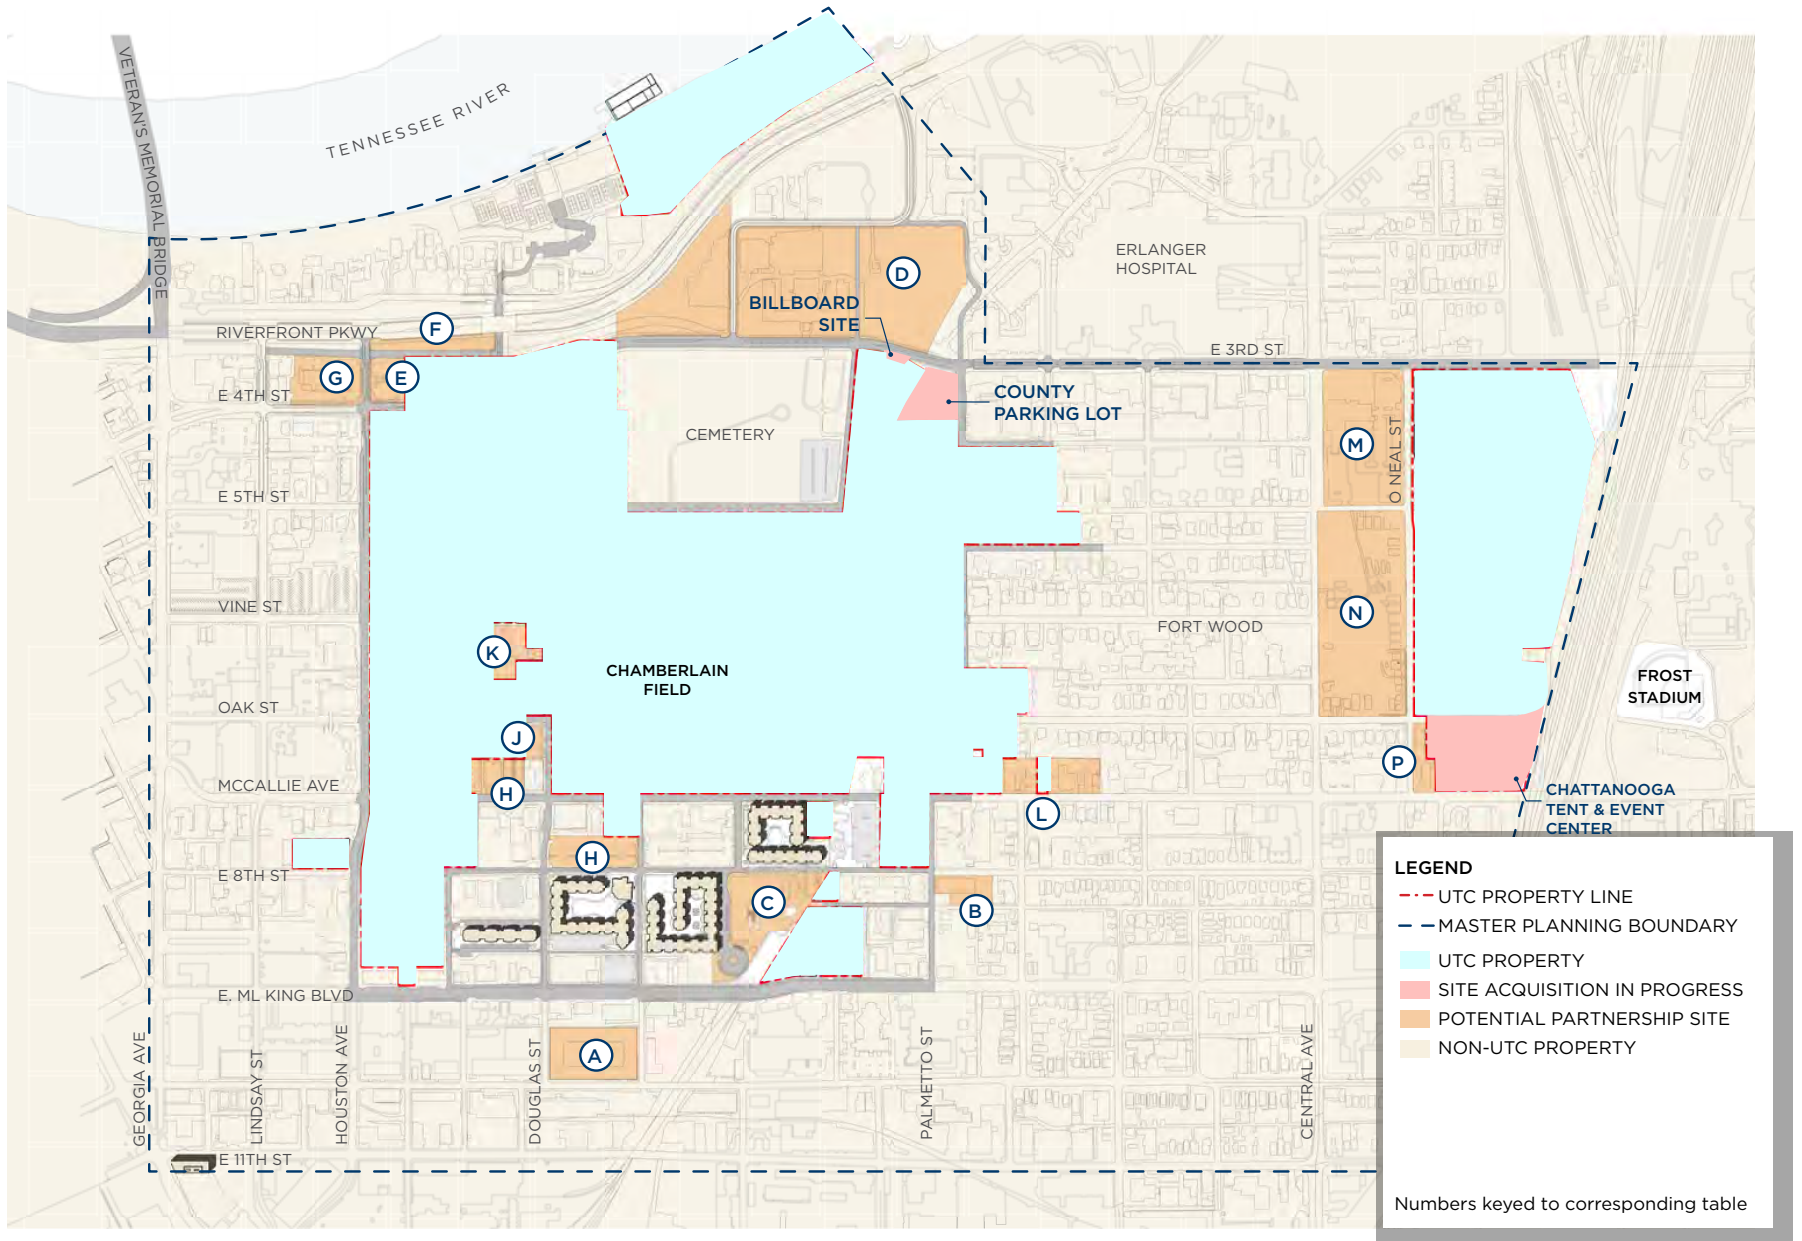 VETERAN'S MEMORIAL BRIDGE
TENNESSEE RIVER
ERLANGER
HOSPITAL
D
BILLBOARD
SITE
RIVERFRONT PKWY
F
E 3RD ST
G
E
E 4TH ST
COUNTY
PARKING LOT
CEMETERY
M
O NEAL ST
E 5TH ST
VINE ST
N
FORT WOOD
K
CHAMBERLAIN
FIELD
FROST
STADIUM
OAK ST
J
P
MCCALLIE AVE
H
L
CHATTANOOGA
TENT & EVENT
CENTER
H
E 8TH ST
C
B
E. ML KING BLVD
A
GEORGIA AVE
LINDSAY ST
HOUSTON AVE
DOUGLAS ST
PALMETTO ST
CENTRAL AVE
E 11TH ST
LEGEND
UTC PROPERTY LINE
MASTER PLANNING BOUNDARY
UTC PROPERTY
SITE ACQUISITION IN PROGRESS
POTENTIAL PARTNERSHIP SITE
NON-UTC PROPERTY
Numbers keyed to corresponding table